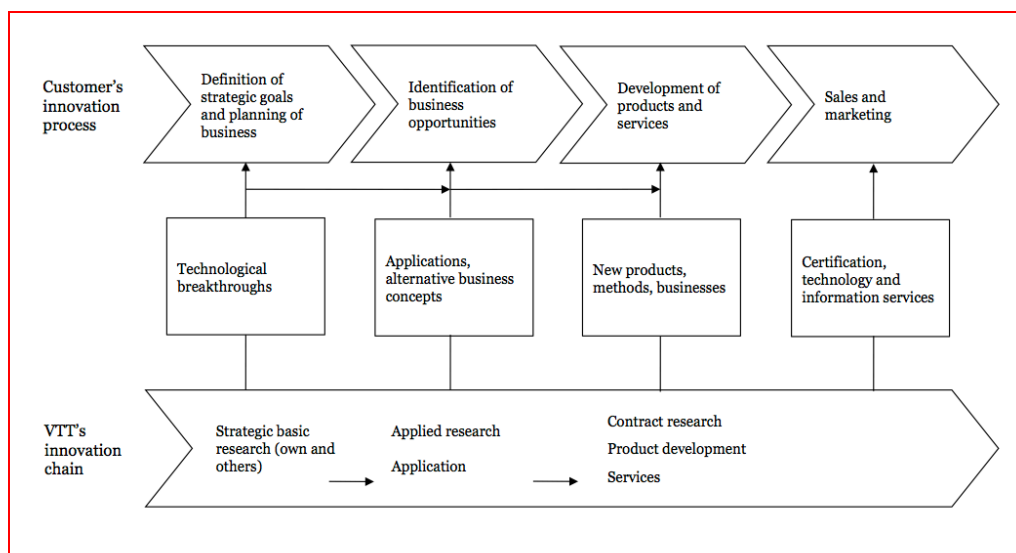 Customer's
innovation
process
Definition of
strategic goals
and planning of
business
Identification of
business
opportunities
Development of
products and
services
Sales and
marketing
Technological
breakthroughs
Applications,
alternative business
concepts
New products,
methods, businesses
Certification,
technology and
information services
VTT's
innovation
chain
Strategic basic
research (own and
others)
Applied research
Application
Contract research
Product development
Services